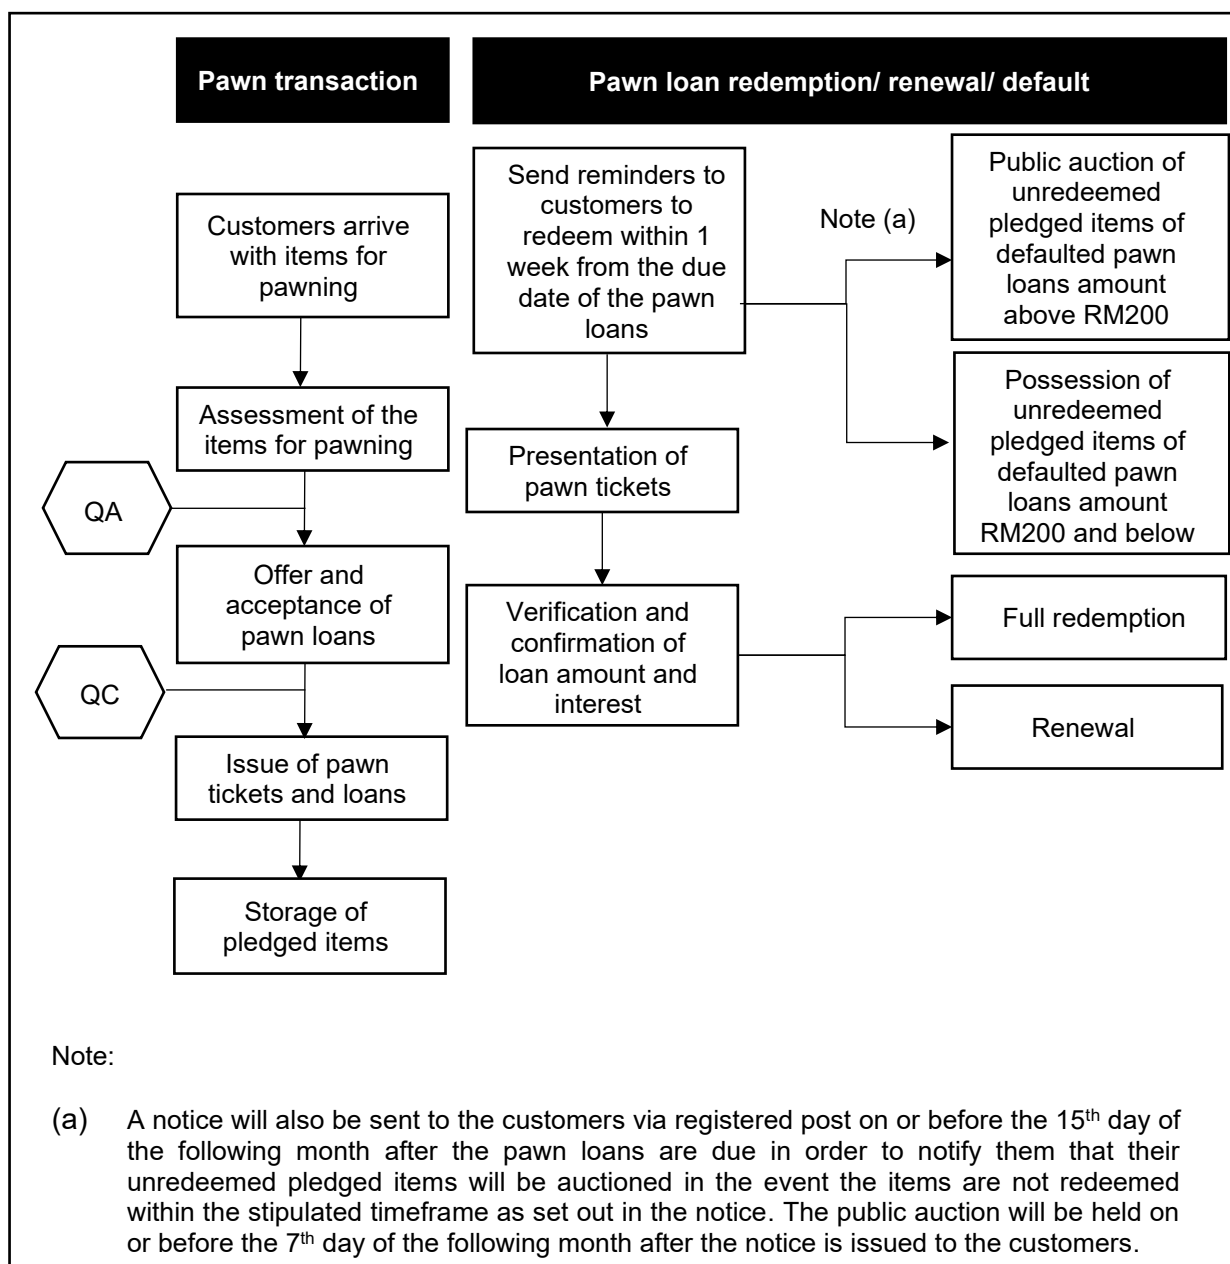 Pawn transaction
Pawn loan redemption/ renewal/ default
Customers arrive
with items for
pawning
Assessment of the
items for pawning
QA
Offer and
acceptance of
pawn loans
QC
Issue of pawn
tickets and loans
Storage of
pledged items
Send reminders to
customers to
redeem within 1
week from the due
date of the pawn
loans
Note (a)
Public auction of
unredeemed
pledged items of
defaulted pawn
loans amount
above RM200
Possession of
unredeemed
pledged items of
defaulted pawn
loans amount
RM200 and below
Presentation of
pawn tickets
Verification and
confirmation of
loan amount and
interest
Full redemption
Renewal
Note:
(a) A notice will also be sent to the customers via registered post on or before the 15th day of
the following month after the pawn loans are due in order to notify them that their
unredeemed pledged items will be auctioned in the event the items are not redeemed
within the stipulated timeframe as set out in the notice. The public auction will be held on
or before the 7th day of the following month after the notice is issued to the customers.